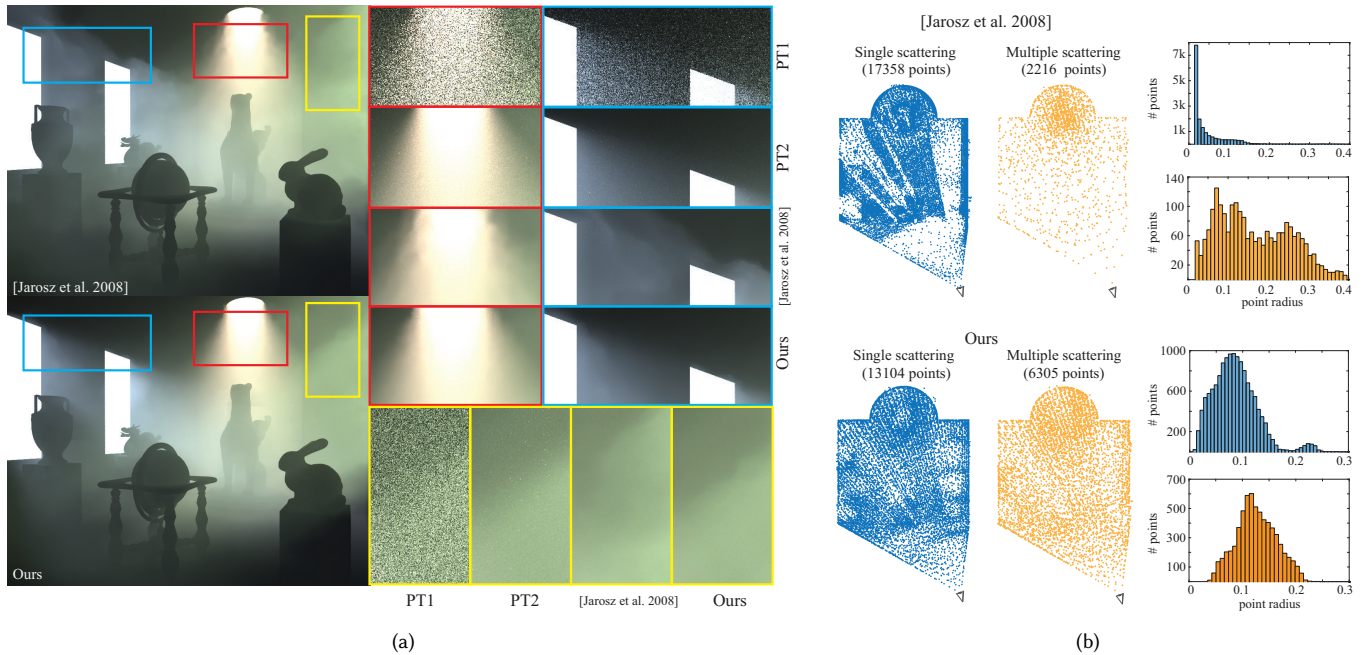 [Jarosz et al. 2008]
Ours
PT1
PT2
[Jarosz et al. 2008]
Ours
PT1
PT2
[Jarosz et al. 2008]
Ours
(a)
[Jarosz et al. 2008]
Single scattering
(17358 points)
Multiple scattering
(2216 points)
# points
7k
5k
3k
1k
0
0.1
0.2
0.3
0.4
# points
140
100
60
20
0
0.1
0.2
0.3
0.4
point radius
Ours
Single scattering
(13104 points)
Multiple scattering
(6305 points)
# points
1000
600
200
0
0.1
0.2
0.3
# points
700
500
300
100
0
0.1
0.2
0.3
point radius
(b)